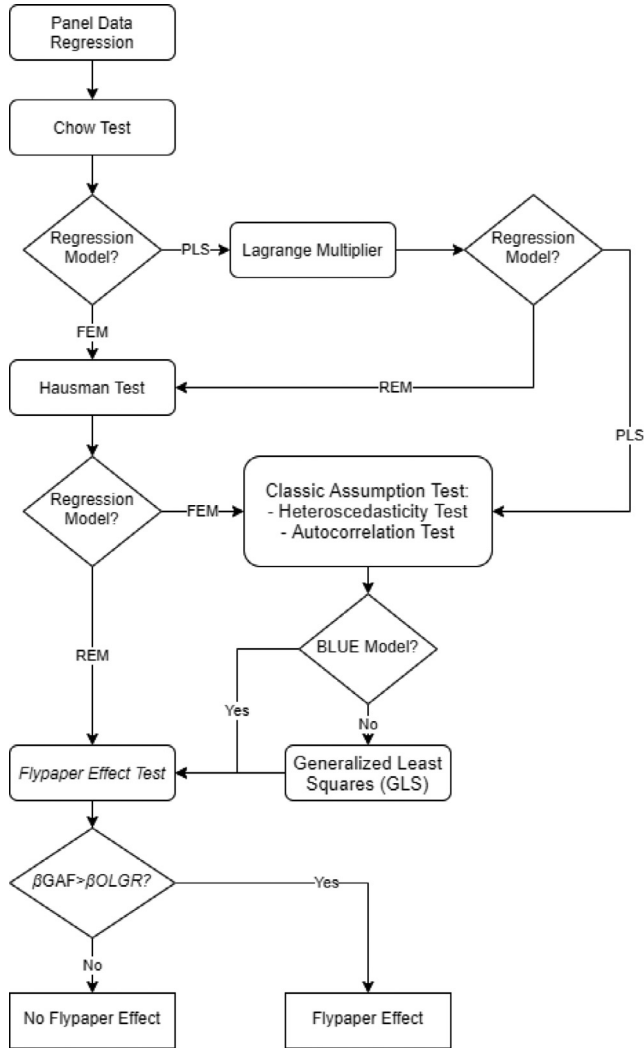 Panel Data
Regression
Chow Test
Regression
Model?
PLS
Lagrange Multiplier
Regression
Model?
FEM
Hausman Test
REM
PLS
Regression
Model?
FEM
Classic Assumption Test:
- Heteroscedasticity Test
- Autocorrelation Test
BLUE Model?
REM
Yes
No
Flypaper Effect Test
Generalized Least
Squares (GLS)
βGAF>βOLGR?
Yes
No
No Flypaper Effect
Flypaper Effect